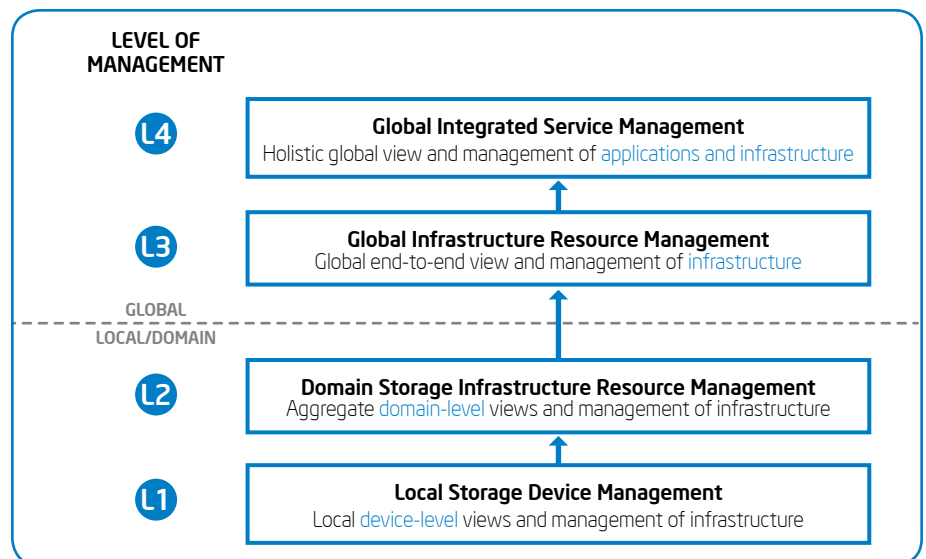 LEVEL OF
MANAGEMENT
L4
Global Integrated Service Management
Holistic global view and management of applications and infrastructure
L3
Global Infrastructure Resource Management
Global end-to-end view and management of infrastructure
GLOBAL
LOCAL/DOMAIN
L2
Domain Storage Infrastructure Resource Management
Aggregate domain-level views and management of infrastructure
L1
Local Storage Device Management
Local device-level views and management of infrastructure